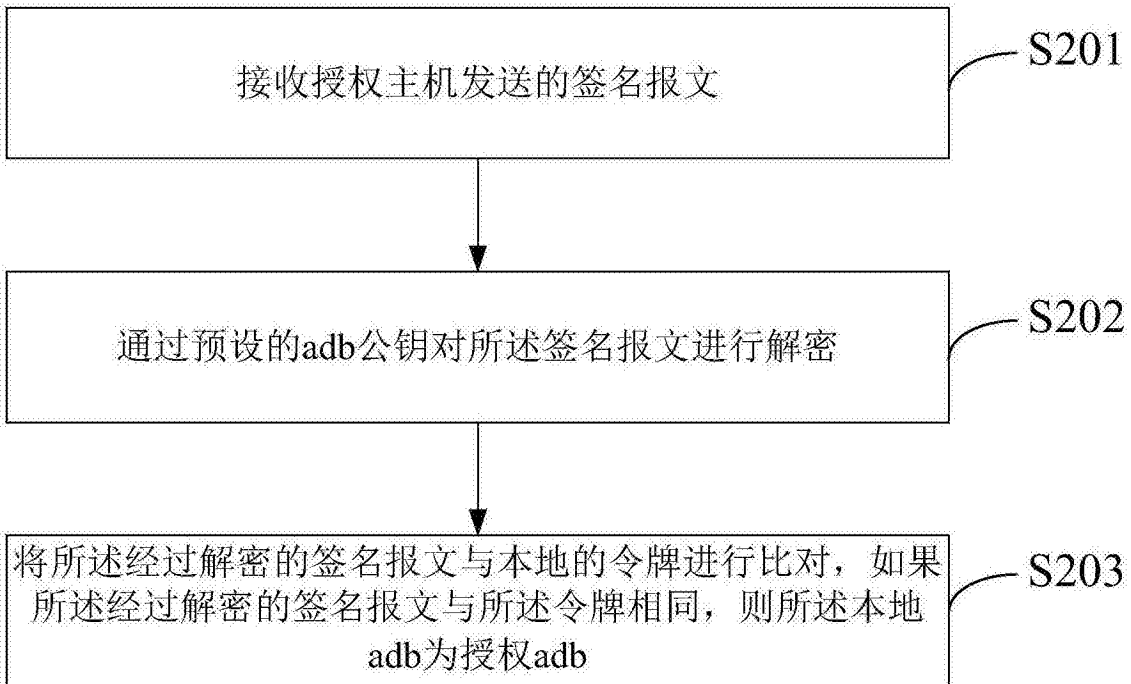 接收授权主机发送的签名报文
S201
通过预设的adb公钥对所述签名报文进行解密
S202
将所述经过解密的签名报文与本地的令牌进行比对，如果
所述经过解密的签名报文与所述令牌相同，则所述本地
adb为授权adb
S203